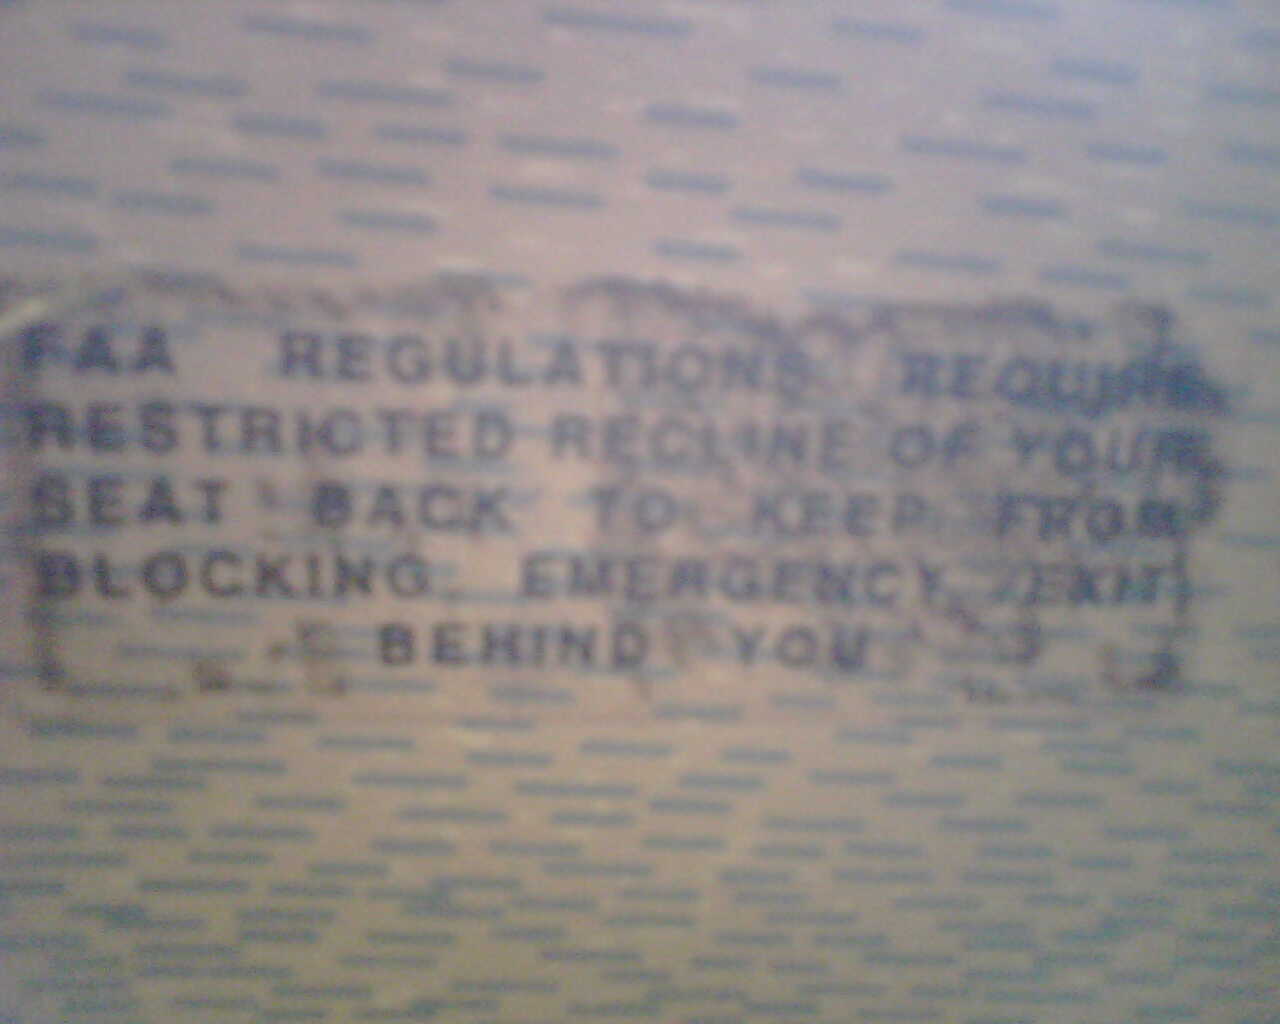 FAA REGULATIONS REQUIRE
RESTRICTED RECLINE OF YOUR
SEAT BACK TO KEEP FROM
BLOCKING EMERGENCY EXIT
BEHIND YOU